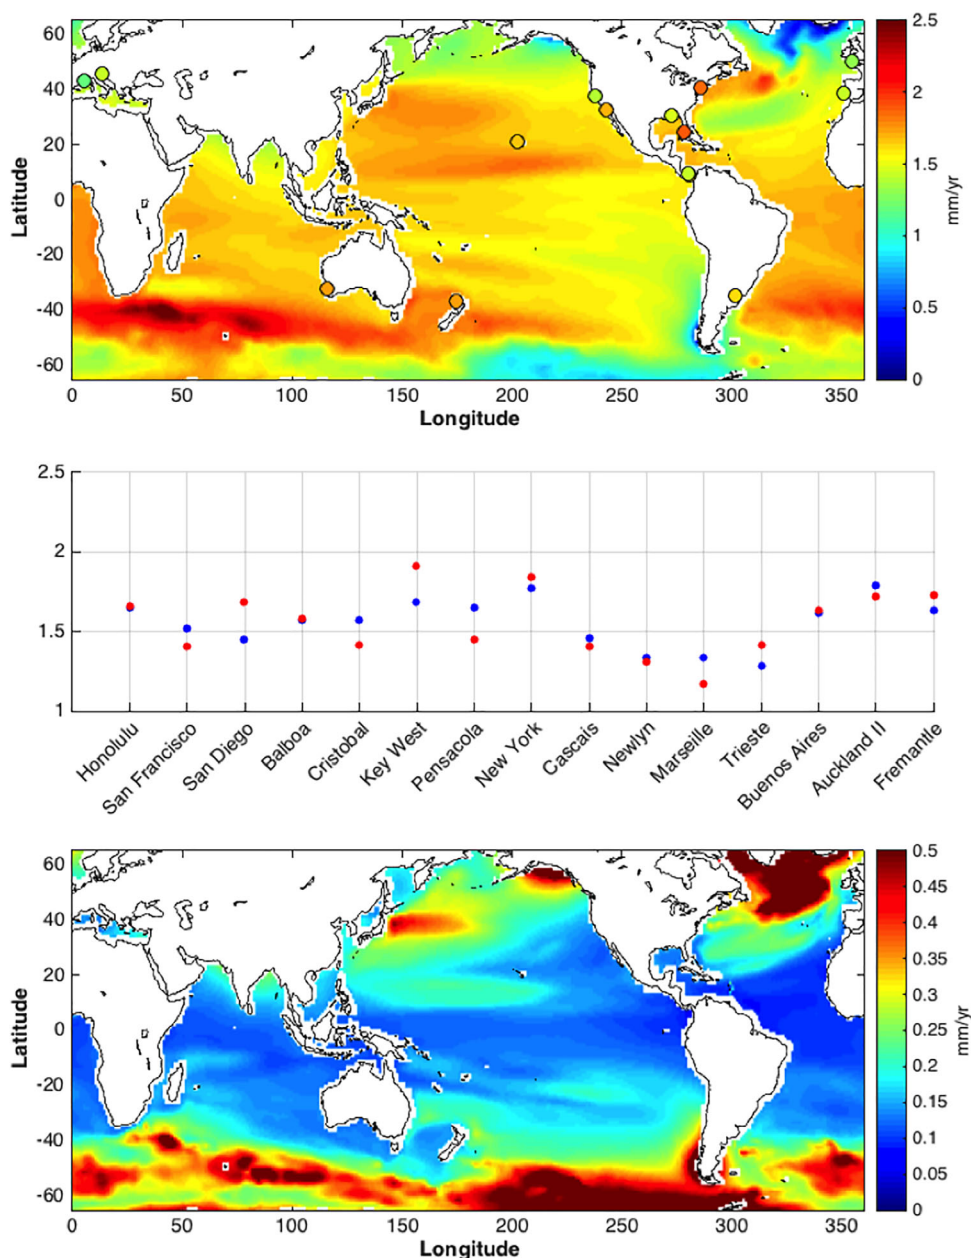 60
40
20
0
-20
-40
-60
Latitude
0
50
100
150
200
250
300
350
Longitude
2.5
2
1.5
1
0.5
0
mm/yr
2.5
2
1.5
1
Honolulu
San Francisco
San Diego
Balboa
Cristobal
Key West
Pensacola
New York
Cascais
Newlyn
Marseille
Trieste
Buenos Aires
Auckland II
Fremantle
60
40
20
0
-20
-40
-60
Latitude
0
50
100
150
200
250
300
350
Longitude
0.5
0.45
0.4
0.35
0.3
0.25
0.2
0.15
0.1
0.05
0
mm/yr